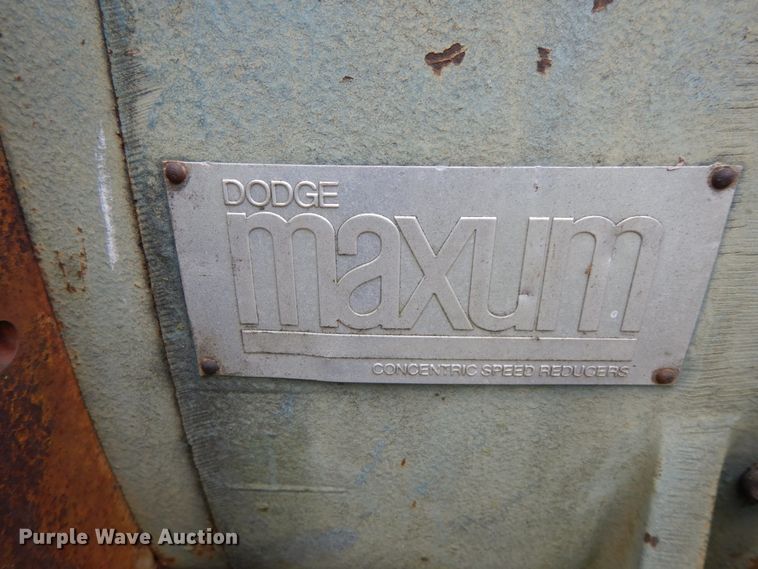 DODGE
maxum
CONCENTRIC SPEED REDUCERS
Purple Wave Auction®